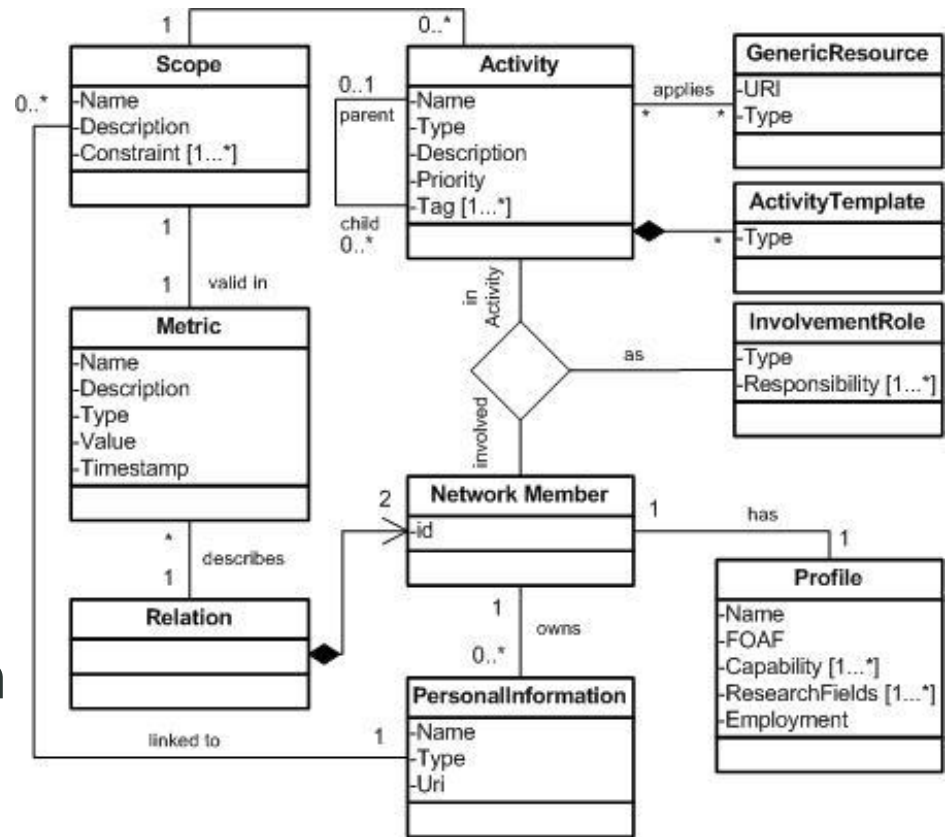 1
0..*
Scope
-Name
-Description
-Constraint [1...*]
0..*
Activity
-Name
-Type
-Description
-Priority
-Tag [1...*]
0..1
parent
child
0..*
applies
*
*
GenericResource
-URI
-Type
ActivityTemplate
-Type
*
1
1
valid in
Metric
-Name
-Description
-Type
-Value
-Timestamp
in
Activity
as
InvolvementRole
-Type
-Responsibility [1...*]
involved
2
Network Member
-id
1
has
1
*
describes
1
Relation
1
owns
0..*
Profile
-Name
-FOAF
-Capability [1...*]
-ResearchFields [1...*]
-Employment
n
linked to
1
PersonalInformation
-Name
-Type
-Uri